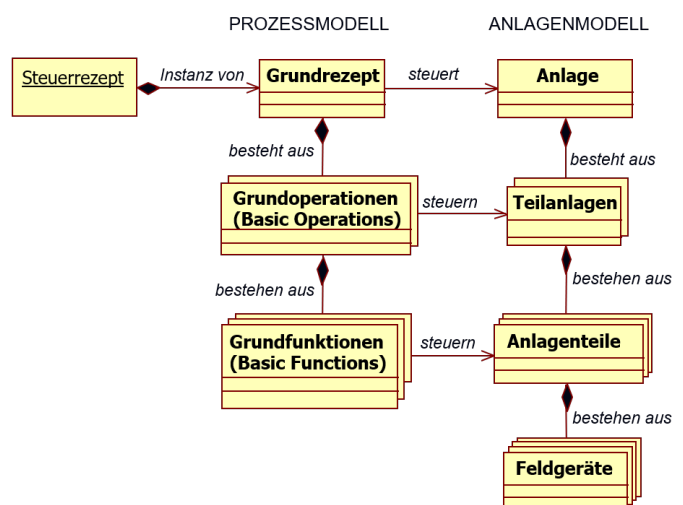 PROZESSMODELL
ANLAGENMODELL
Steuerrezept
Instanz von
Grundrezept
steuert
Anlage
besteht aus
besteht aus
Grundoperationen
(Basic Operations)
steuern
Teilanlagen
bestehen aus
bestehen aus
Grundfunktionen
(Basic Functions)
steuern
Anlagenteile
bestehen aus
Feldgeräte